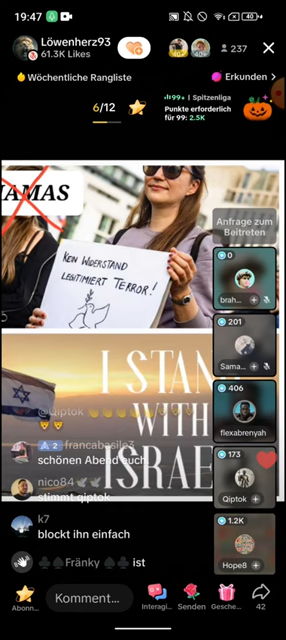 19:47
40
Löwenherz93
61.3K Likes
237
Wöchentliche Rangliste
Erkunden >
99+ | Spitzenliga
Punkte erforderlich
für 99: 2.5K
6/12
AMAS
KEIN WIDERSTAND
LEGITIMIERT TERROR!
Anfrage zum
Beitreten
0
brah...
201
Sama...
406
flexabrenyah
173
Qiptok
1.2K
Hope8
I STAN
WITH
ISRAE
@Qiptok
2 francabasile3
schönen Abend euch
nico84
stimmt qiptok
k7
blockt ihn einfach
Fränky ist
Abonn...
Komment...
Interagi...
Senden
Gesche...
42